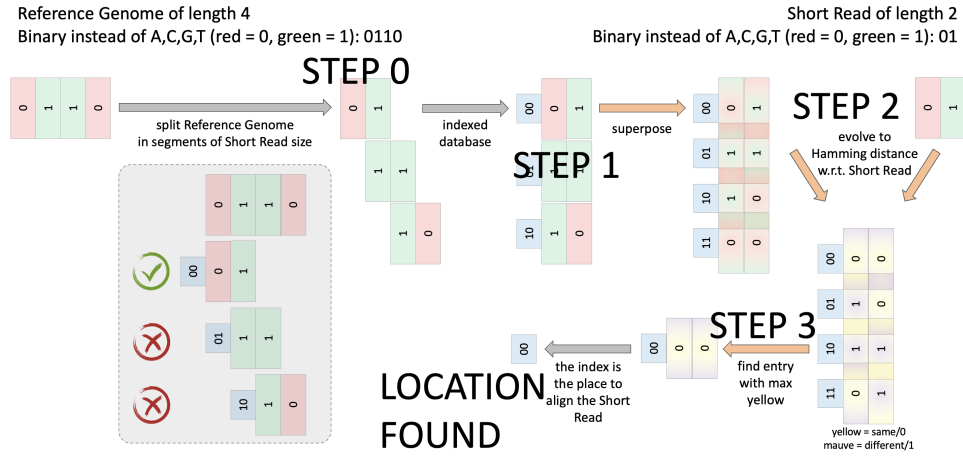 Reference Genome of length 4
Binary instead of A,C,G,T (red = 0, green = 1): 0110
Short Read of length 2
Binary instead of A,C,G,T (red = 0, green = 1): 01
STEP 0
0 1 1 0
split Reference Genome
in segments of Short Read size
0 1
1 1
1 0
indexed
database
STEP 1
00 0 1
01 1 1
10 1 0
superpose
00 0 1
01 1 1
10 1 0
11 0 0
STEP 2
0 1
evolve to
Hamming distance
w.r.t. Short Read
0 1 1 0
00 0 1
01 1 1
10 1 0
00 0 0
01 1 0
10 1 1
11 0 1
yellow = same/0
mauve = different/1
STEP 3
find entry
with max
yellow
00 0 0
the index is
the place to
align the Short
Read
00
LOCATION
FOUND